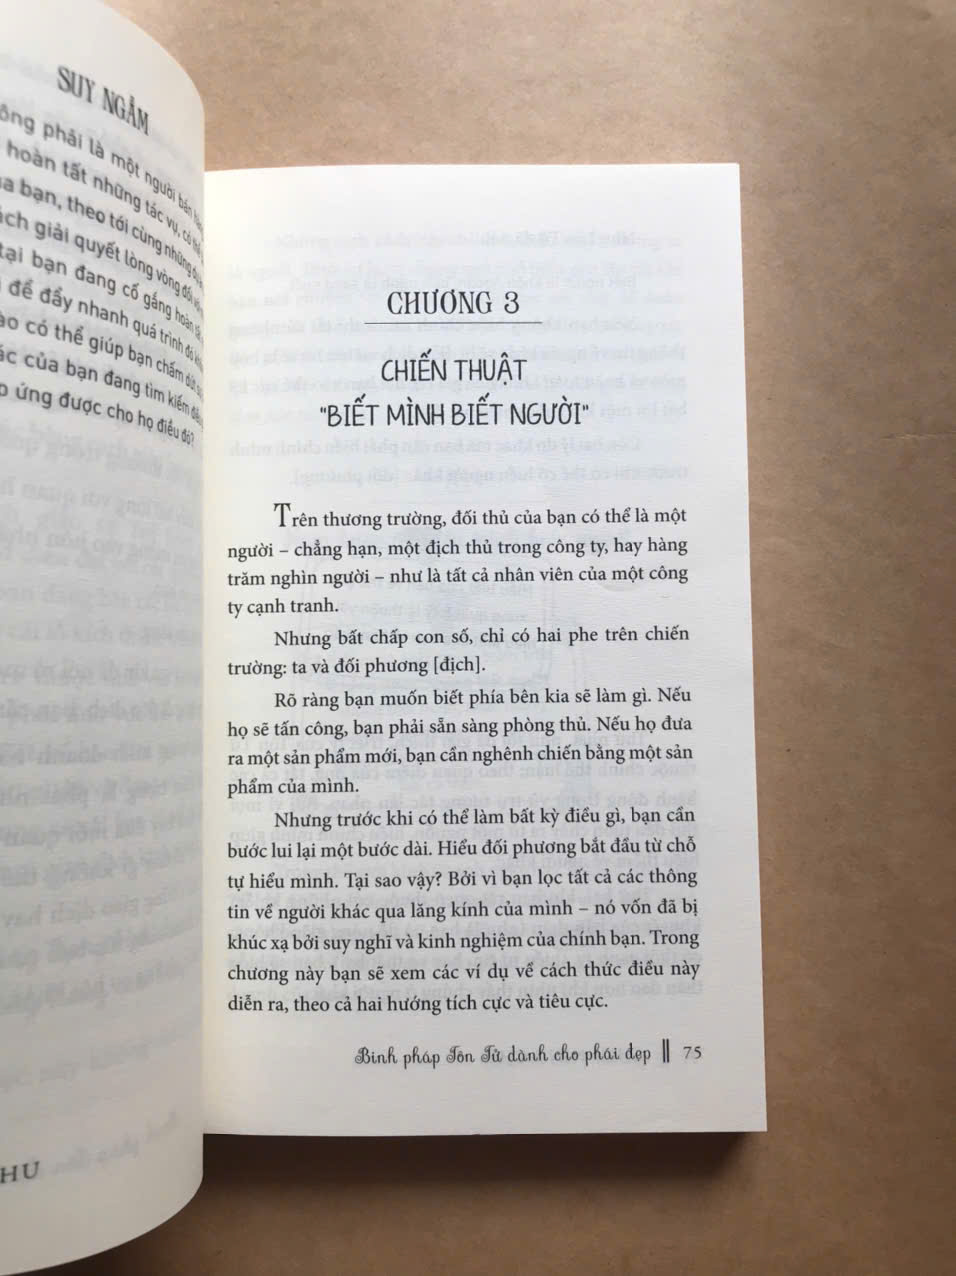 SUY NGẪM
phải là một người bán
hoàn tất những tác vụ, có thể
bạn, theo tới cùng những
giải quyết lòng vòng đối với
tại bạn đang cố gắng hoàn tất
để đẩy nhanh quá trình đó
có thể giúp bạn chấm dứt
của bạn đang tìm kiếm
ứng được cho họ điều đó?
CHƯƠNG 3
CHIẾN THUẬT
"BIẾT MÌNH BIẾT NGƯỜI"
Trên thương trường, đối thủ của bạn có thể là một
người – chẳng hạn, một địch thủ trong công ty, hay hàng
trăm nghìn người – như là tất cả nhân viên của một công
ty cạnh tranh.
Nhưng bất chấp con số, chỉ có hai phe trên chiến
trường: ta và đối phương [địch].
Rõ ràng bạn muốn biết phía bên kia sẽ làm gì. Nếu
họ sẽ tấn công, bạn phải sẵn sàng phòng thủ. Nếu họ đưa
ra một sản phẩm mới, bạn cần nghênh chiến bằng một sản
phẩm của mình.
Nhưng trước khi có thể làm bất kỳ điều gì, bạn cần
bước lui lại một bước dài. Hiểu đối phương bắt đầu từ chỗ
tự hiểu mình. Tại sao vậy? Bởi vì bạn lọc tất cả các thông
tin về người khác qua lăng kính của mình – nó vốn đã bị
khúc xạ bởi suy nghĩ và kinh nghiệm của chính bạn. Trong
chương này bạn sẽ xem các ví dụ về cách thức điều này
diễn ra, theo cả hai hướng tích cực và tiêu cực.
Binh pháp Tôn Tử dành cho phái đẹp || 75